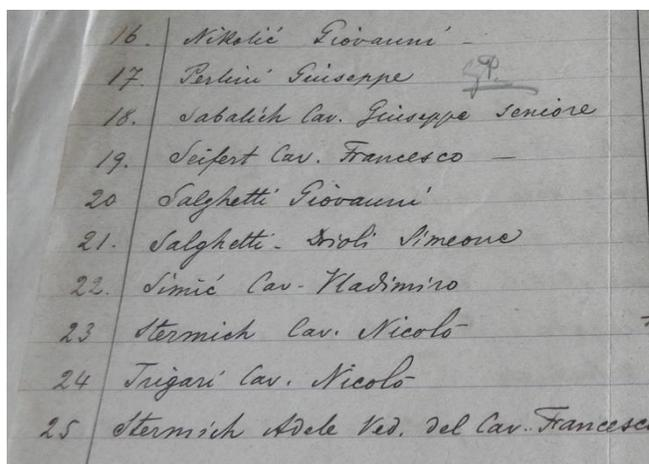 16. Nikolić Giovanni -
17. Perlini Giuseppe GP.
18. Sabalich Cav. Giuseppe seniore
19. Seifert Cav. Francesco —
20 Salghetti Giovanni
21. Salghetti-Drioli Simeone
22. Simić Cav. Vladimiro
23 Stermich Cav. Nicolò
24 Trigari Cav. Nicolò
25 Stermich Adele Ved. del Cav. Francesco